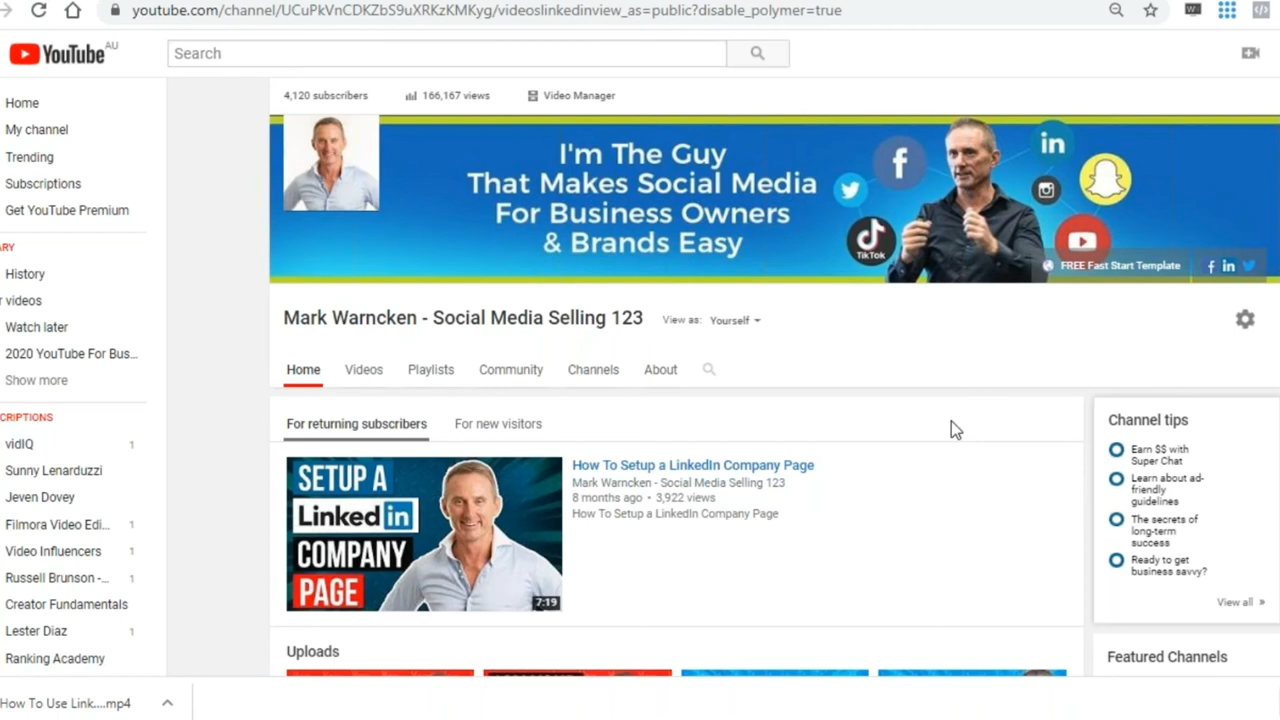 youtube.com/channel/UCuPkVnCDKZbS9uXRKzKMKyg/videoslinkedinview_as=public?disable_polymer=true
YouTube AU
Search
Home
My channel
Trending
Subscriptions
Get YouTube Premium
ARY
History
r videos
Watch later
2020 YouTube For Bus...
Show more
CRIPTIONS
vidIQ 1
Sunny Lenarduzzi
Jeven Dovey
Filmora Video Edi... 1
Video Influencers 1
Russell Brunson -... 1
Creator Fundamentals
Lester Diaz 1
Ranking Academy
4,120 subscribers 166,167 views Video Manager
I'm The Guy
That Makes Social Media
For Business Owners
& Brands Easy
in
TikTok
FREE Fast Start Template
Mark Warncken - Social Media Selling 123 View as: Yourself
Home Videos Playlists Community Channels About
For returning subscribers For new visitors
SETUP A
Linked in
COMPANY
PAGE
7:19
How To Setup a LinkedIn Company Page
Mark Warncken - Social Media Selling 123
8 months ago • 3,922 views
How To Setup a LinkedIn Company Page
Uploads
Channel tips
Earn $$ with
Super Chat
Learn about ad-
friendly
guidelines
The secrets of
long-term
success
Ready to get
business savvy?
View all »
Featured Channels
How To Use Link....mp4